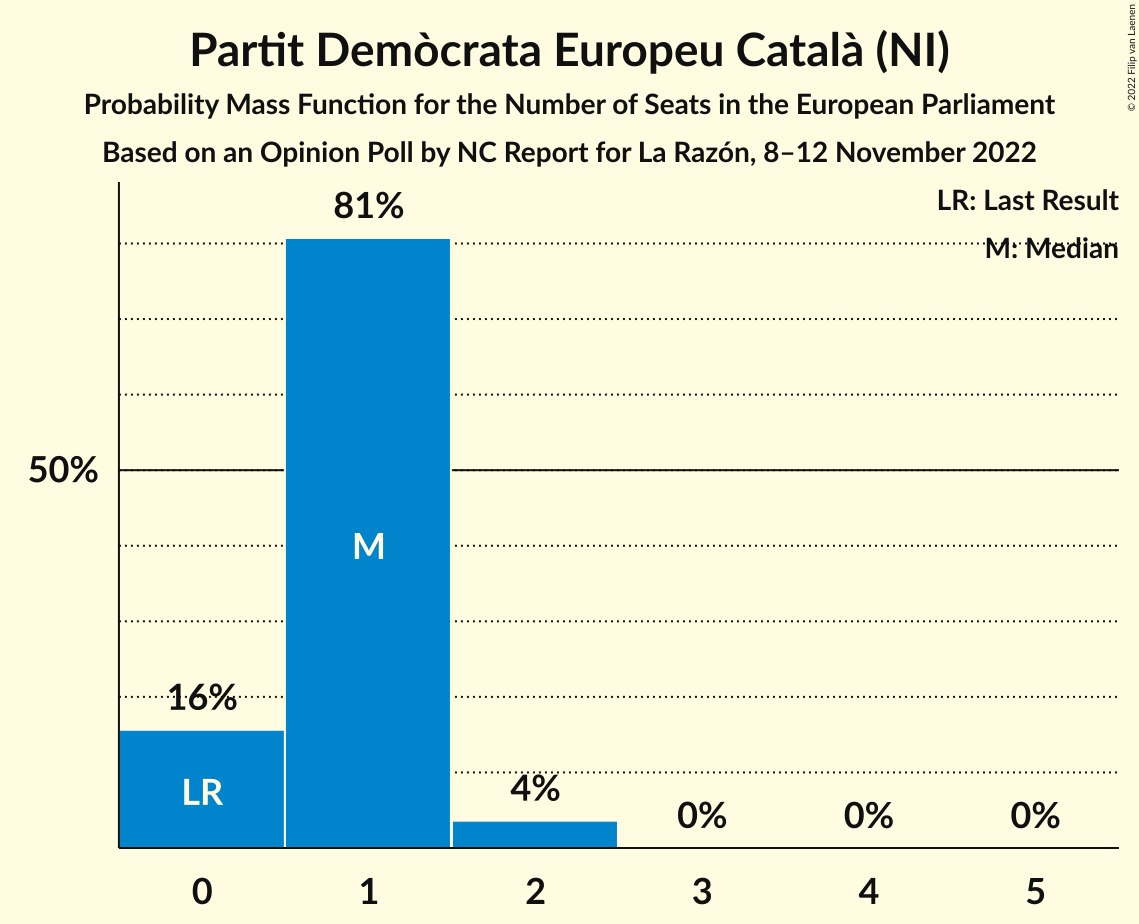 Partit Demòcrata Europeu Català (NI)
Probability Mass Function for the Number of Seats in the European Parliament
Based on an Opinion Poll by NC Report for La Razón, 8–12 November 2022
© 2022 Filip van Laenen
LR: Last Result
M: Median
81%
50%
M
16%
LR
4%
0%
0%
0%
0
1
2
3
4
5